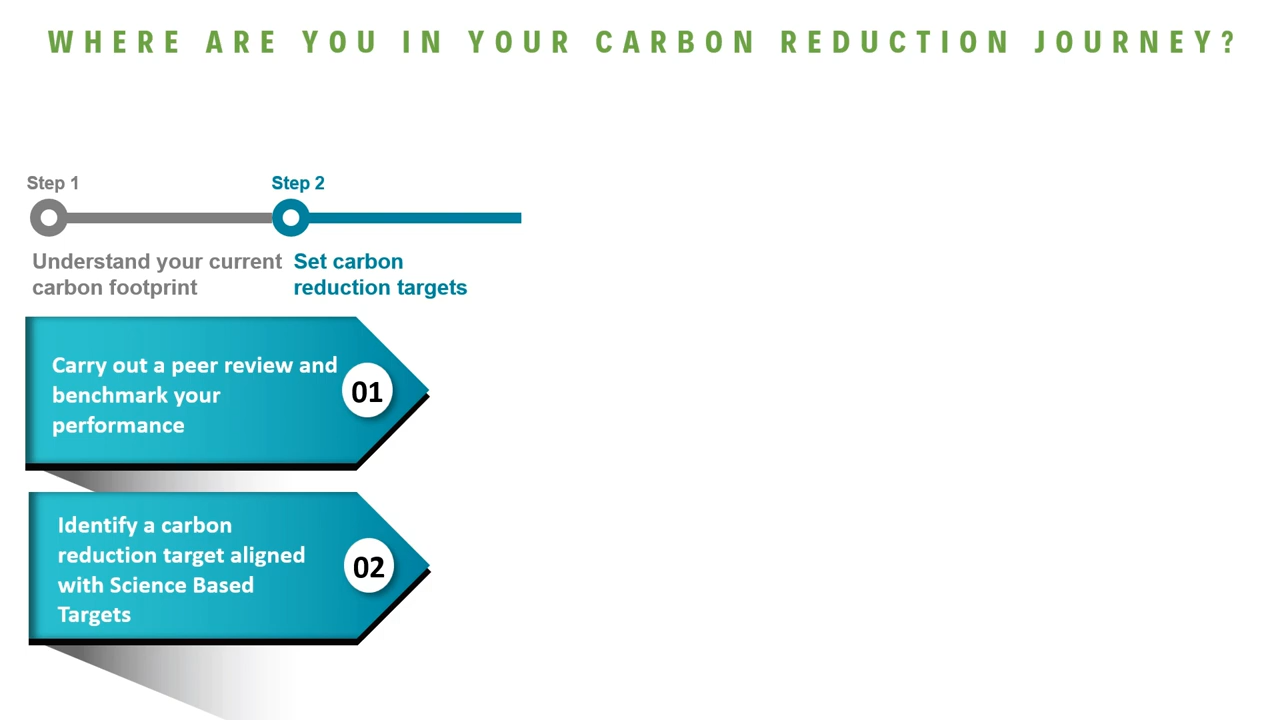 WHERE ARE YOU IN YOUR CARBON REDUCTION JOURNEY?
Step 1
Step 2
Understand your current
carbon footprint
Set carbon
reduction targets
Carry out a peer review and
benchmark your
performance
01
Identify a carbon
reduction target aligned
with Science Based
Targets
02